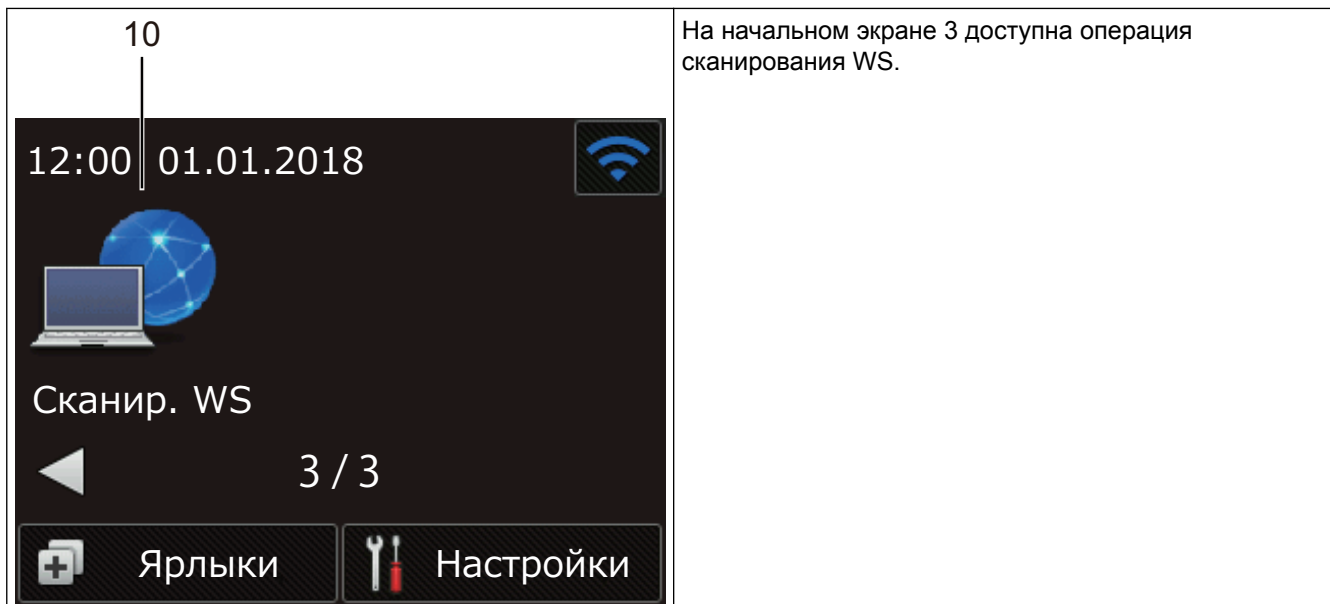 10
На начальном экране 3 доступна операция
сканирования WS.
12:00 01.01.2018
Сканир. WS
3 / 3
Ярлыки
Настройки